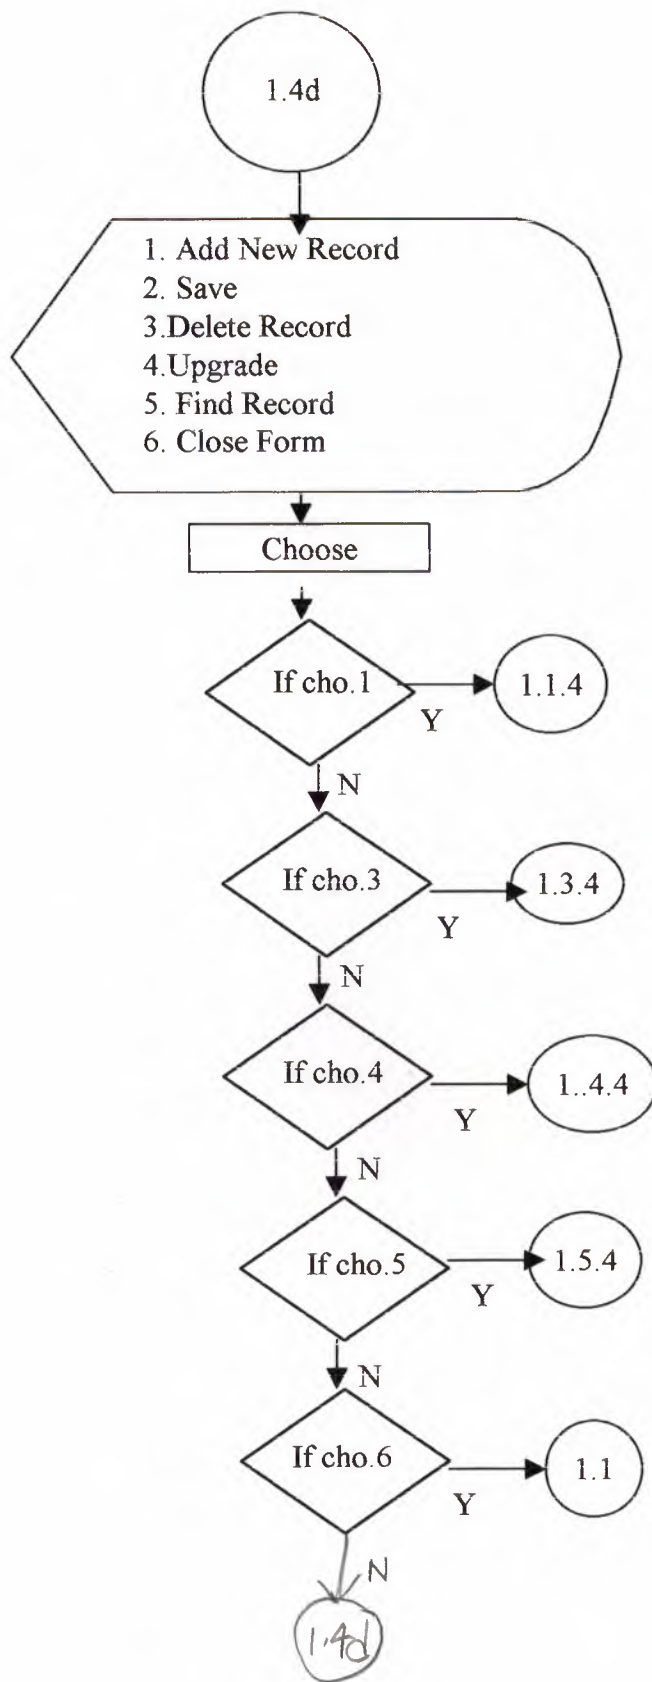 1.4d
1. Add New Record
2. Save
3.Delete Record
4.Upgrade
5. Find Record
6. Close Form
Choose
If cho.1
1.1.4
Y
N
If cho.3
1.3.4
Y
N
If cho.4
1..4.4
Y
N
If cho.5
1.5.4
Y
N
If cho.6
1.1
Y
N
1.4d